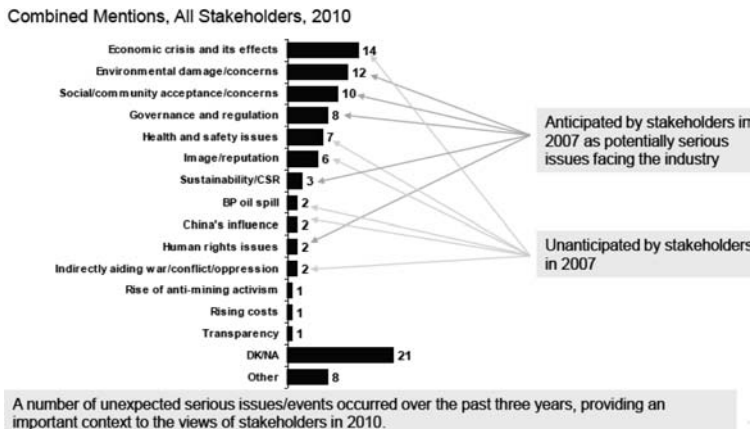 Combined Mentions, All Stakeholders, 2010
Economic crisis and its effects 14
Environmental damage/concerns 12
Social/community acceptance/concerns 10
Governance and regulation 8
Health and safety issues 7
Image/reputation 6
Sustainability/CSR 3
BP oil spill 2
China's influence 2
Human rights issues 2
Indirectly aiding war/conflict/oppression 2
Rise of anti-mining activism 1
Rising costs 1
Transparency 1
DK/NA 21
Other 8
Anticipated by stakeholders in
2007 as potentially serious
issues facing the industry
Unanticipated by stakeholders
in 2007
A number of unexpected serious issues/events occurred over the past three years, providing an
important context to the views of stakeholders in 2010.